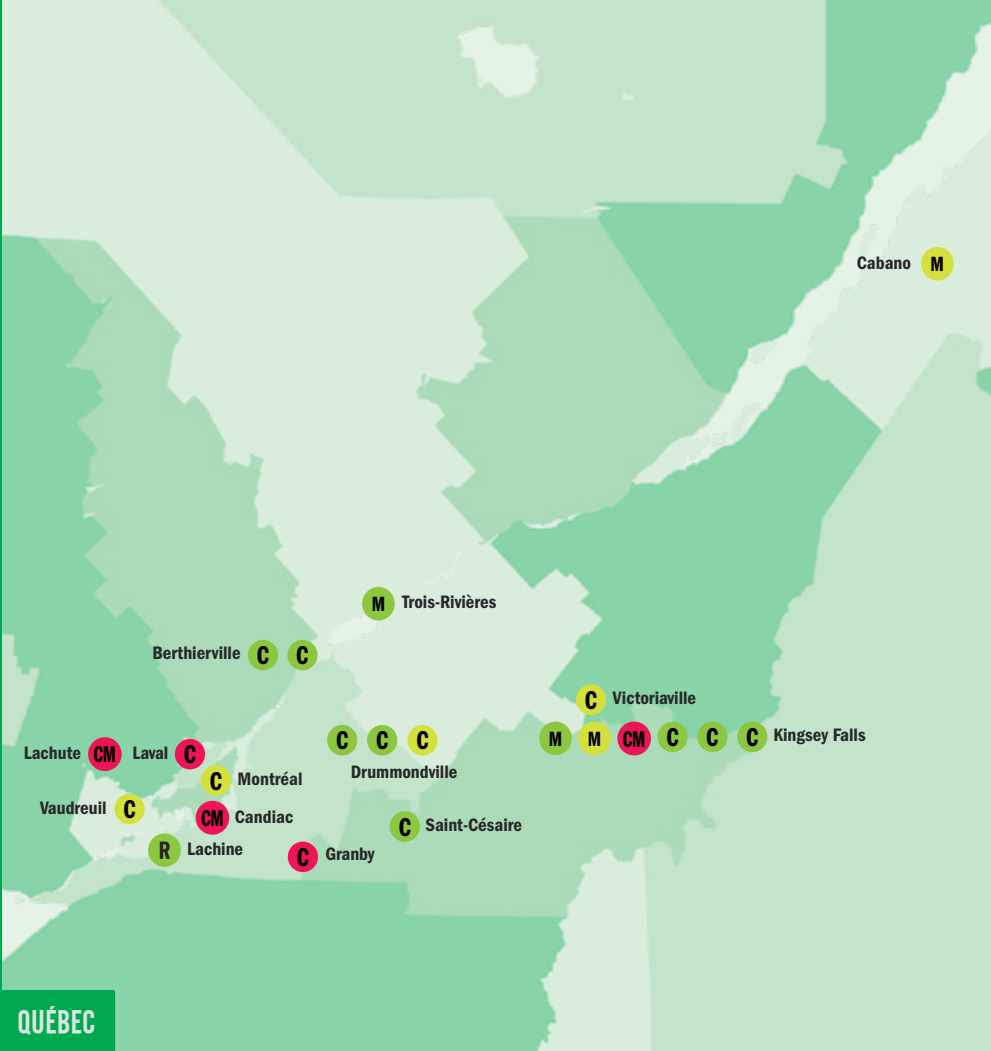 Cabano M
M Trois-Rivières
Berthierville C C
C Victoriaville
M M CM C C C Kingsey Falls
C C C
Drummondville
Lachute CM Laval C
C Montréal
Vaudreuil C
CM Candiac
C Saint-Césaire
R Lachine
C Granby
QUÉBEC